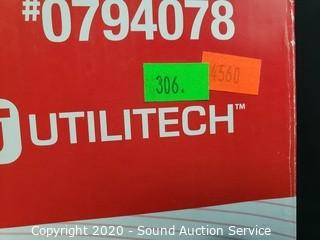 #0794078
306.
4560
UTILITECH™
Copyright 2020 - Sound Auction Service